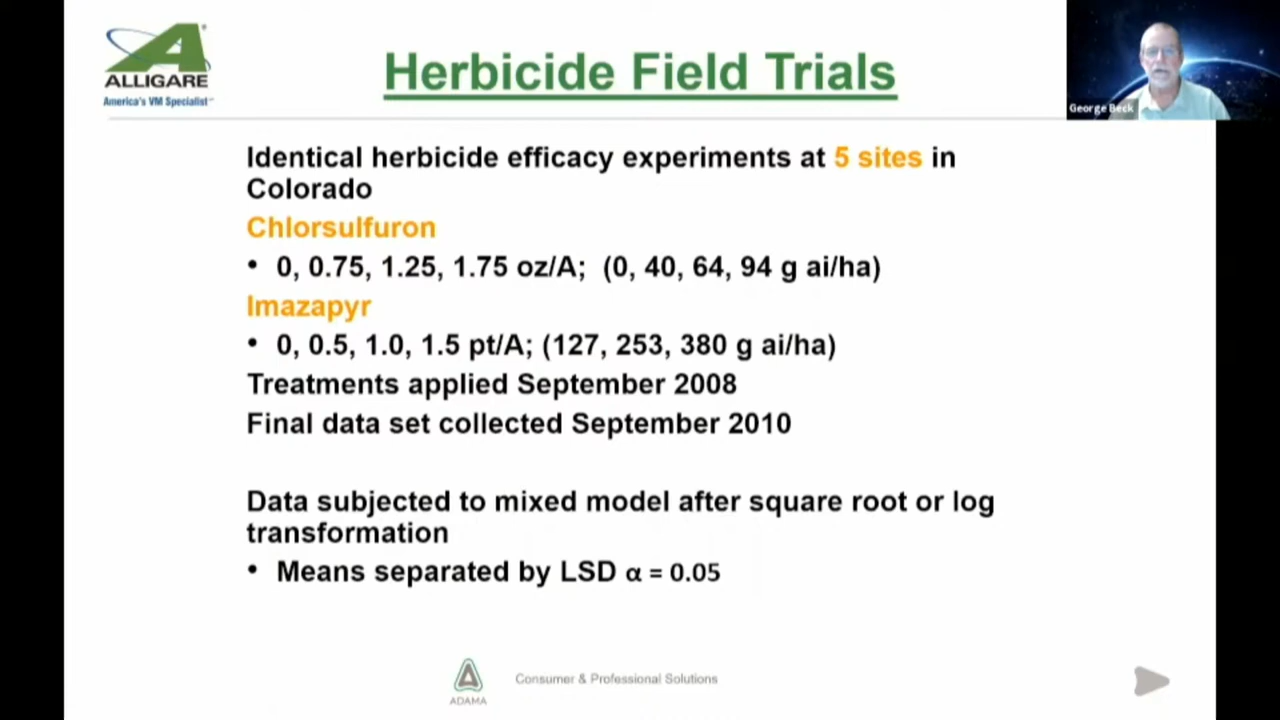 ALLIGARE
America's VM Specialist
Herbicide Field Trials
George Beck
Identical herbicide efficacy experiments at 5 sites in
Colorado
Chlorsulfuron
• 0, 0.75, 1.25, 1.75 oz/A; (0, 40, 64, 94 g ai/ha)
Imazapyr
• 0, 0.5, 1.0, 1.5 pt/A; (127, 253, 380 g ai/ha)
Treatments applied September 2008
Final data set collected September 2010
Data subjected to mixed model after square root or log
transformation
• Means separated by LSD α = 0.05
ADAMA
Consumer & Professional Solutions